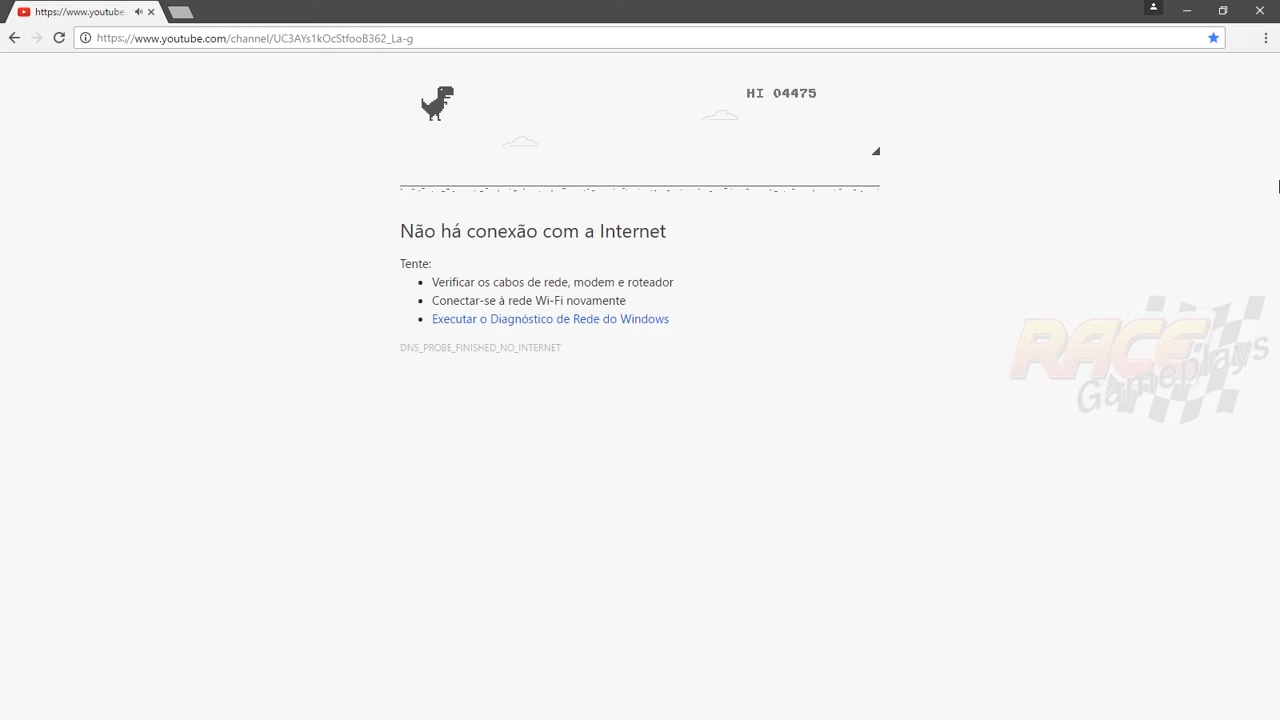 https://www.youtube.
https://www.youtube.com/channel/UC3AYs1kOcStfooB362_La-g
HI 04475
Não há conexão com a Internet
Tente:
Verificar os cabos de rede, modem e roteador
Conectar-se à rede Wi-Fi novamente
Executar o Diagnóstico de Rede do Windows
DNS_PROBE_FINISHED_NO_INTERNET
RACE
Gameplays